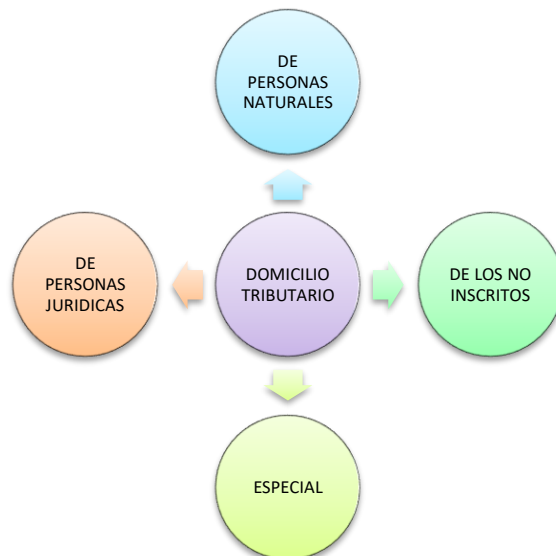 DE
PERSONAS
NATURALES
DE
PERSONAS
JURIDICAS
DOMICILIO
TRIBUTARIO
DE LOS NO
INSCRITOS
ESPECIAL